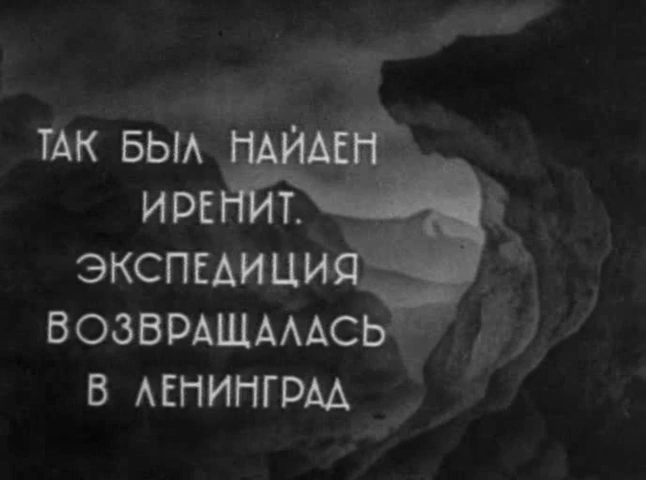 ТАК БЫЛ НАЙДЕН
ИРЕНИТ.
ЭКСПЕДИЦИЯ
ВОЗВРАЩАЛАСЬ
В ЛЕНИНГРАД